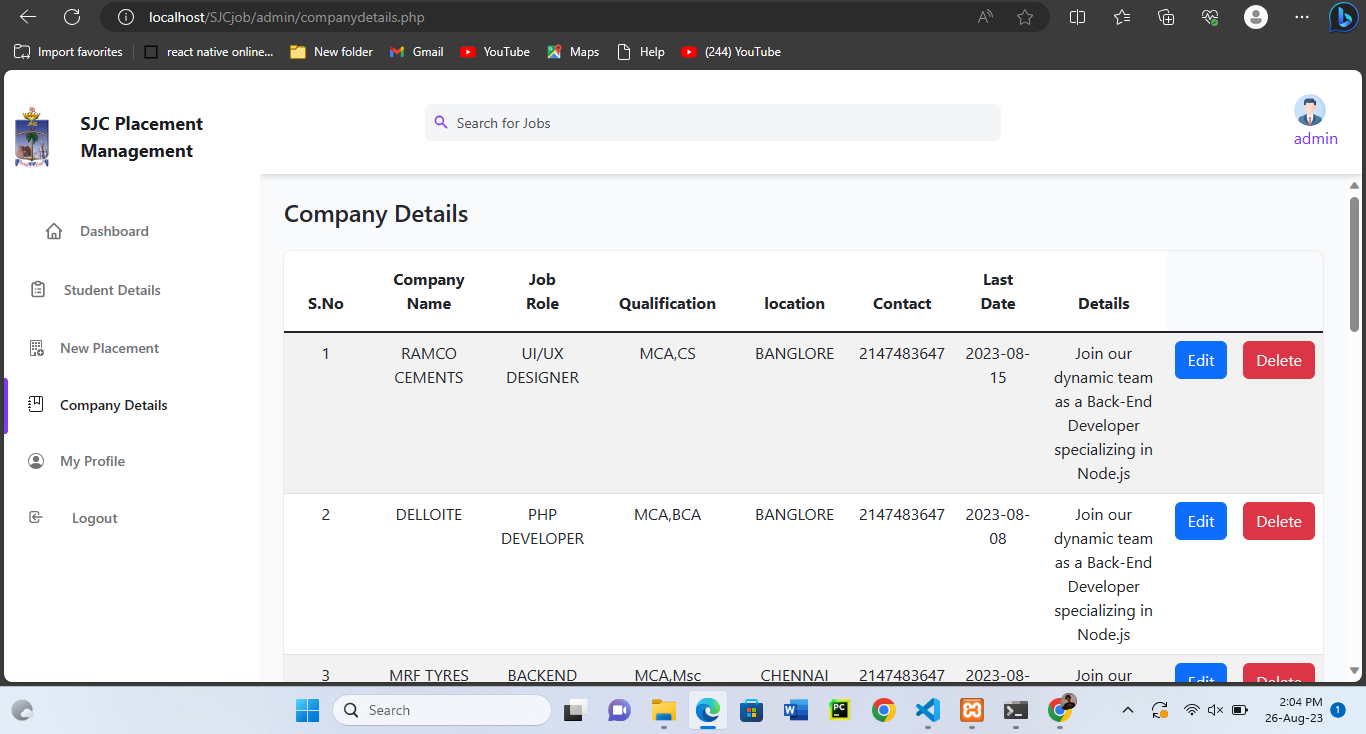 localhost/SJCjob/admin/companydetails.php
Import favorites react native online... New folder Gmail YouTube Maps Help (244) YouTube
SJC Placement
Management
Search for Jobs
admin
Dashboard
Student Details
New Placement
Company Details
My Profile
Logout
Company Details
S.No Company Name Job Role Qualification location Contact Last Date Details
1 RAMCO UI/UX MCA,CS BANGLORE 2147483647 2023-08- Join our Edit Delete
CEMENTS DESIGNER 15 dynamic team
as a Back-End
Developer
specializing in
Node.js
2 DELLOITE PHP MCA,BCA BANGLORE 2147483647 2023-08- Join our Edit Delete
DEVELOPER 08 dynamic team
as a Back-End
Developer
specializing in
Node.js
3 MRF TYRES BACKEND MCA,Msc CHENNAI 2147483647 2023-08- Join our Edit Delete
Search
PC
2:04 PM
26-Aug-23
1